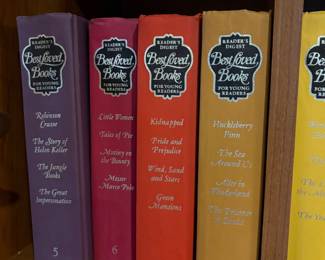 READER'S
DIGEST
Best Loved
Books
FOR YOUNG
READERS
Robinson
Crusoe
The Story of
Helen Keller
The Jungle
Books
The Great
Impersonation
5
READER'S
DIGEST
Best Loved
Books
FOR YOUNG
READERS
Little Women
Tales of Poe
Mutiny on
the Bounty
Messer
Marco Polo
6
READER'S
DIGEST
Best Loved
Books
FOR YOUNG
READERS
Kidnapped
Pride and
Prejudice
Wind, Sand
and Stars
Green
Mansions
READER'S
DIGEST
Best Loved
Books
FOR YOUNG
READERS
Huckleberry
Finn
The Sea
Around Us
Alice in
Wonderland
The Prisoner
of Zenda